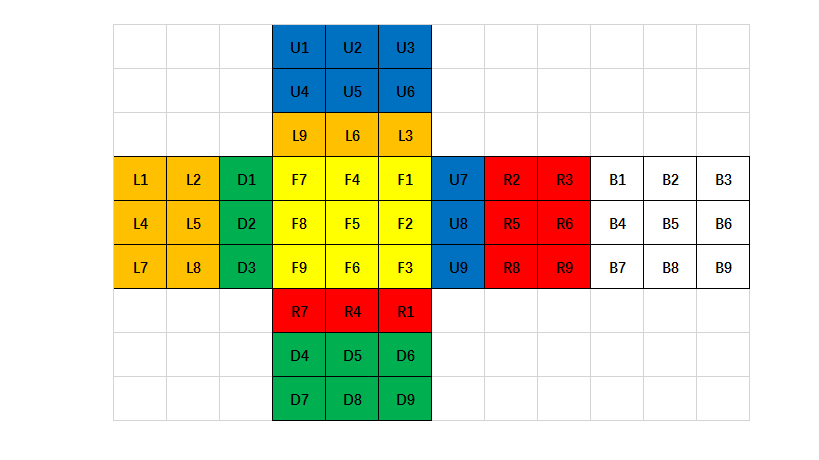 U1 U2 U3
U4 U5 U6
L9 L6 L3
L1 L2 D1 F7 F4 F1 U7 R2 R3 B1 B2 B3
L4 L5 D2 F8 F5 F2 U8 R5 R6 B4 B5 B6
L7 L8 D3 F9 F6 F3 U9 R8 R9 B7 B8 B9
R7 R4 R1
D4 D5 D6
D7 D8 D9